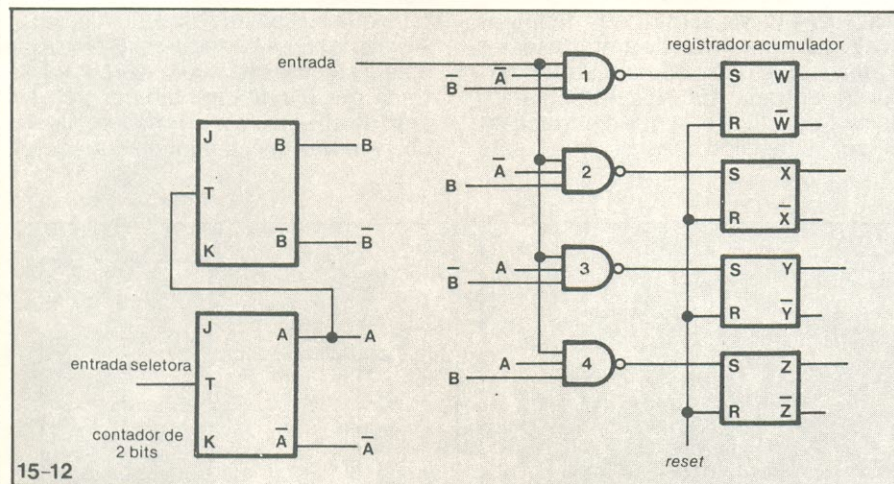 entrada
registrador acumulador
B̅
A̅
1
S
W
R
W̅
J
B
B
T
K
B̅
B̅
B
A̅
2
S
X
R
X̅
B̅
A
3
S
Y
R
Y̅
J
A
A
entrada seletora
T
contador de
2 bits
K
A̅
A̅
B
A
4
S
Z
R
Z̅
reset
15-12